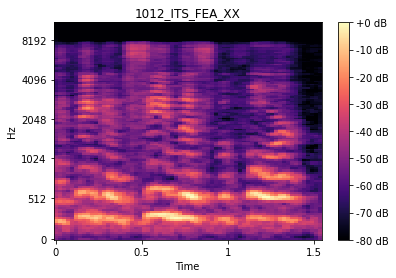 1012_ITS_FEA_XX
+0 dB
8192
-10 dB
4096
-20 dB
-30 dB
2048
Hz
-40 dB
1024
-50 dB
512
-60 dB
-70 dB
0
-80 dB
0
0.5
1
1.5
Time